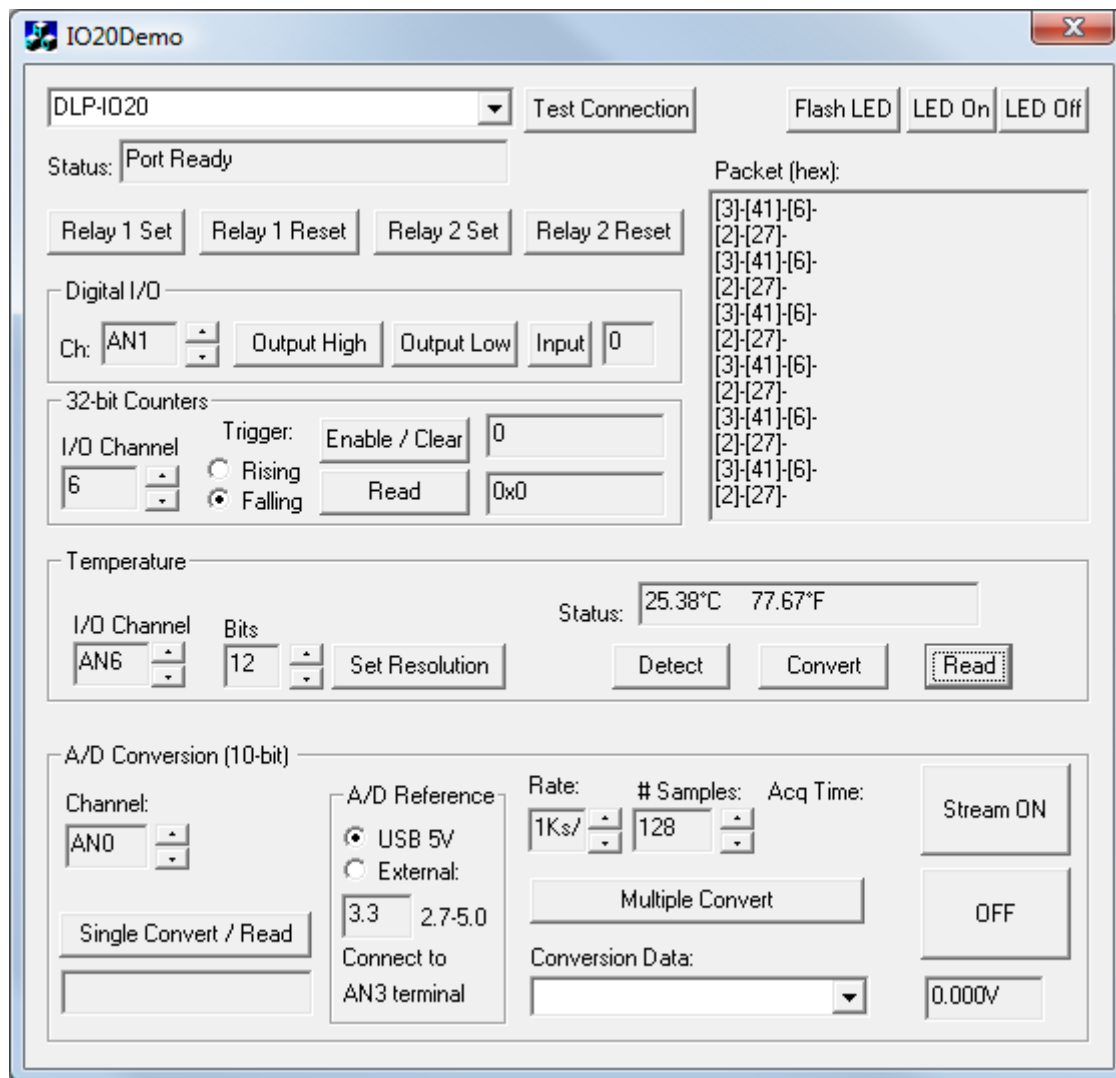 IO20Demo
DLP-IO20
Test Connection
Flash LED
LED On
LED Off
Status:
Port Ready
Relay 1 Set
Relay 1 Reset
Relay 2 Set
Relay 2 Reset
Packet (hex):
[3]-[41]-[6]-
[2]-[27]-
[3]-[41]-[6]-
[2]-[27]-
[3]-[41]-[6]-
[2]-[27]-
[3]-[41]-[6]-
[2]-[27]-
[3]-[41]-[6]-
[2]-[27]-
[3]-[41]-[6]-
[2]-[27]-
Digital I/O
Ch:
AN1
Output High
Output Low
Input
0
32-bit Counters
I/O Channel
6
Trigger:
Rising
Falling
Enable / Clear
0
Read
0x0
Temperature
I/O Channel
AN6
Bits
12
Set Resolution
Status:
25.38°C 77.67°F
Detect
Convert
Read
A/D Conversion (10-bit)
Channel:
AN0
Single Convert / Read
A/D Reference
USB 5V
External:
3.3
2.7-5.0
Connect to
AN3 terminal
Rate:
1Ks/
# Samples:
128
Acq Time:
Multiple Convert
Conversion Data:
Stream ON
OFF
0.000V